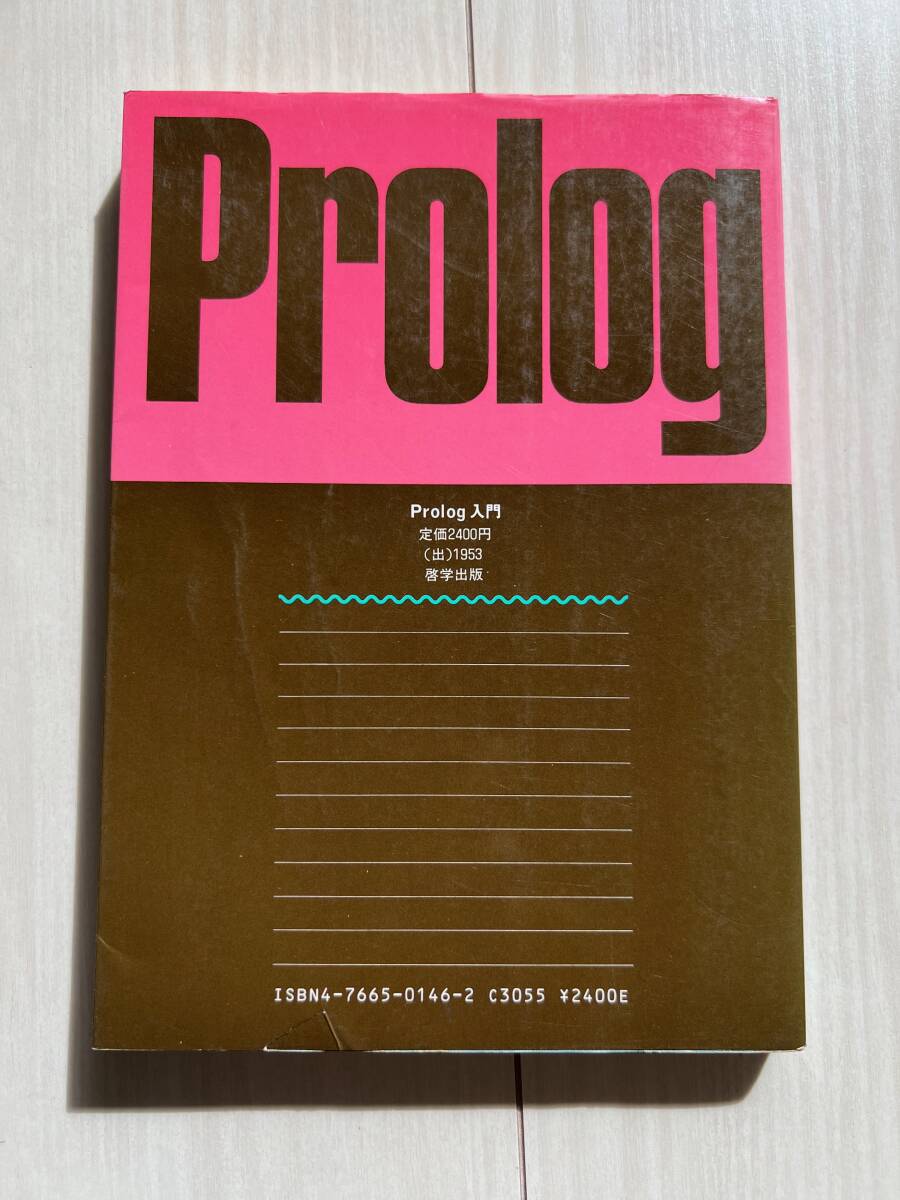 Prolog
Prolog 入門
定価2400円
(出)1953
啓学出版
ISBN4-7665-0146-2 C3055 ¥2400E